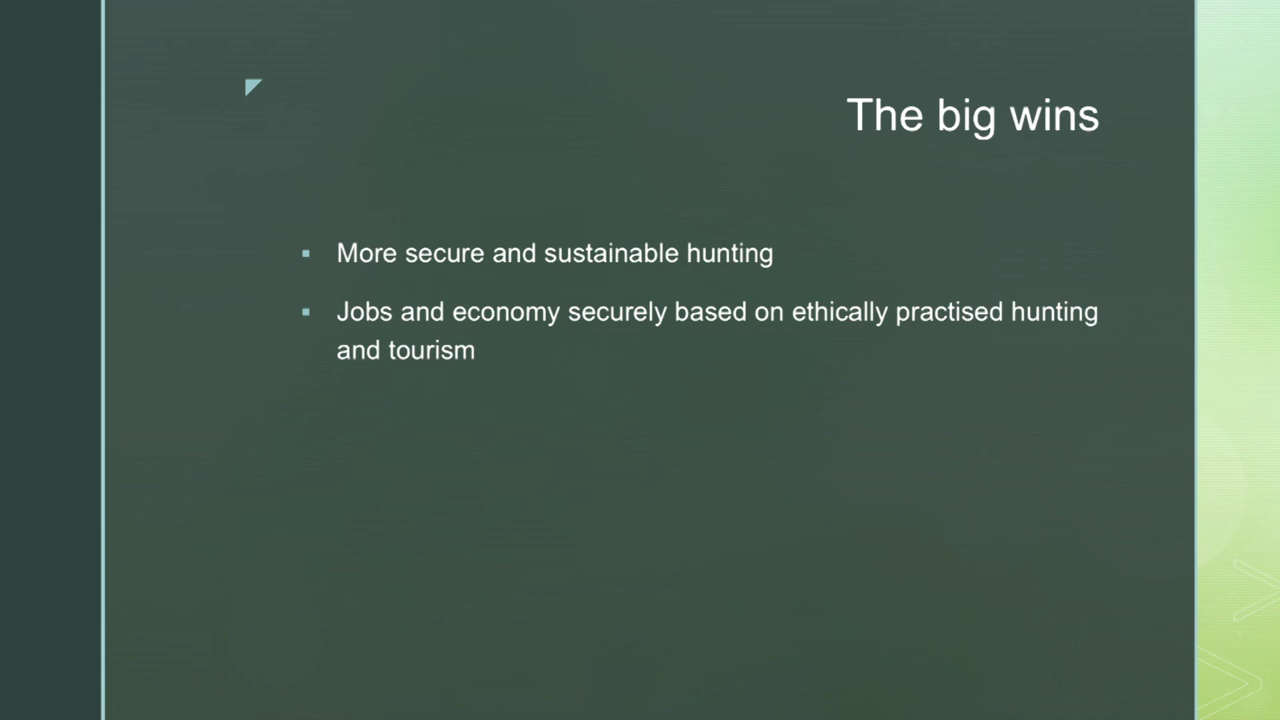 The big wins
More secure and sustainable hunting
Jobs and economy securely based on ethically practised hunting
and tourism